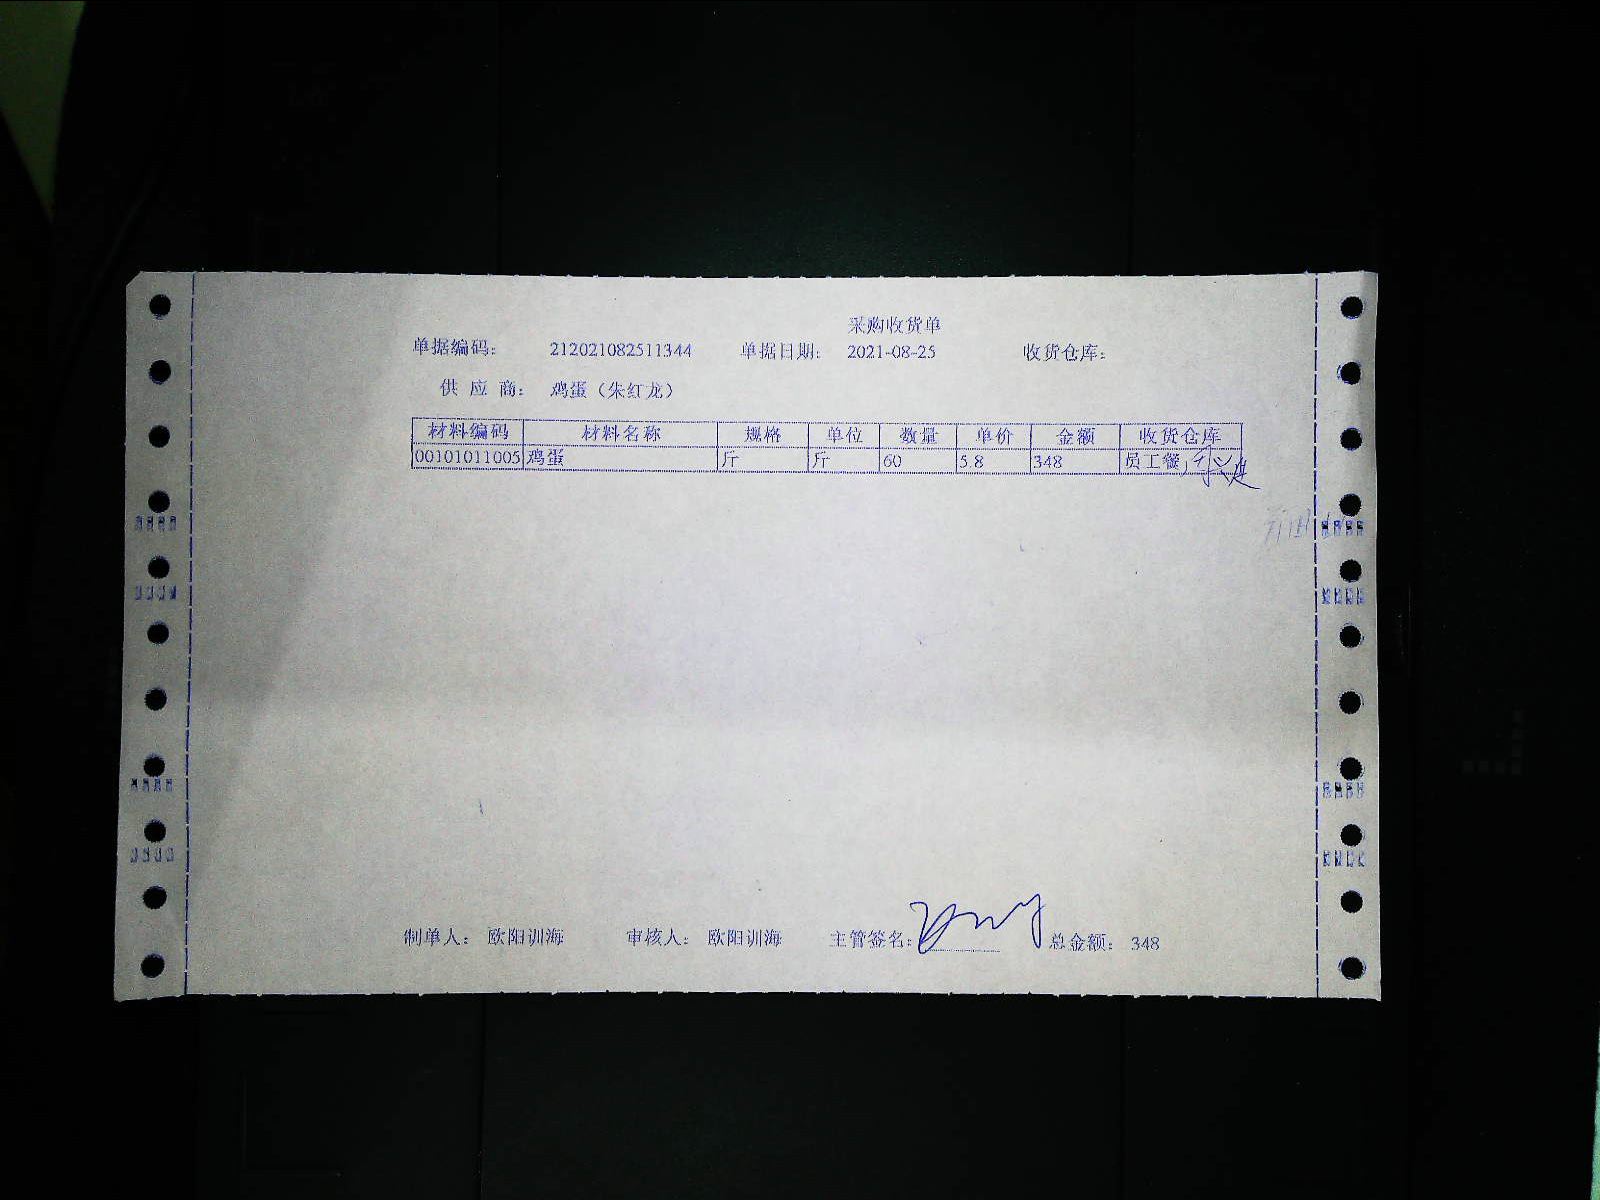 采购收货单
单据编码: 212021082511344 单据日期: 2021-08-25 收货仓库:
供 应 商: 鸡蛋（朱红龙）
材料编码 材料名称 规格 单位 数量 单价 金额 收货仓库
00101011005 鸡蛋 斤 斤 60 5.8 348 员工餐
制单人: 欧阳训海 审核人: 欧阳训海 主管签名: 总金额: 348